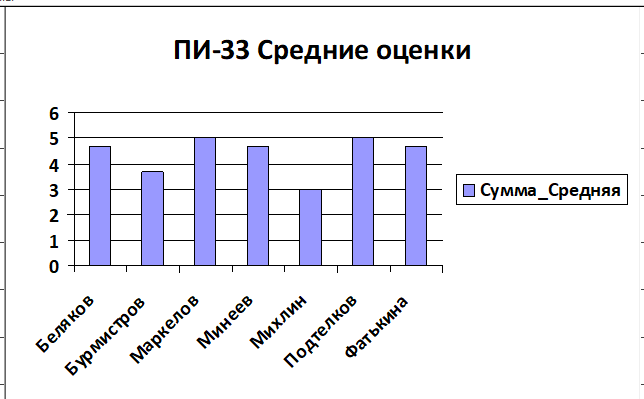 ПИ-33 Средние оценки
6
5
4
3
2
1
0
Беляков
Бурмистров
Маркелов
Минеев
Михлин
Подтелков
Фатькина
Сумма_Средняя